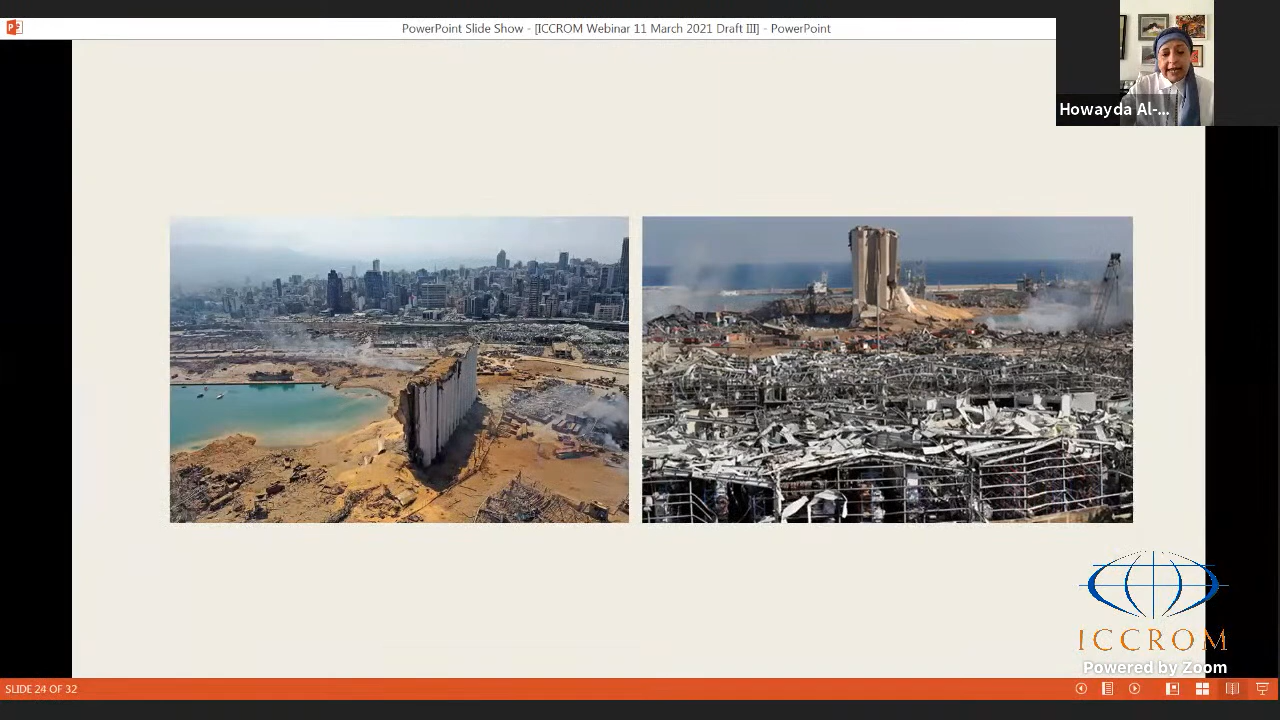 PowerPoint Slide Show - [ICCROM Webinar 11 March 2021 Draft III] - PowerPoint
Howayda Al-...
ICCROM
Powered by Zoom
SLIDE 24 OF 32